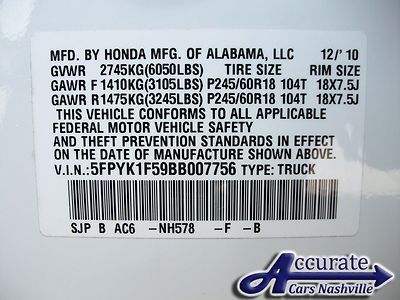 MFD. BY HONDA MFG. OF ALABAMA, LLC 12/' 10
GVWR 2745KG(6050LBS) TIRE SIZE RIM SIZE
GAWR F 1410KG(3105LBS) P245/60R18 104T 18X7.5J
GAWR R1475KG(3245LBS) P245/60R18 104T 18X7.5J
THIS VEHICLE CONFORMS TO ALL APPLICABLE
FEDERAL MOTOR VEHICLE SAFETY
AND THEFT PREVENTION STANDARDS IN EFFECT
ON THE DATE OF MANUFACTURE SHOWN ABOVE.
V.I.N.: 5FPYK1F59BB007756 TYPE: TRUCK
SJP B AC6 -NH578 -F -B
Accurate
Cars Nashville